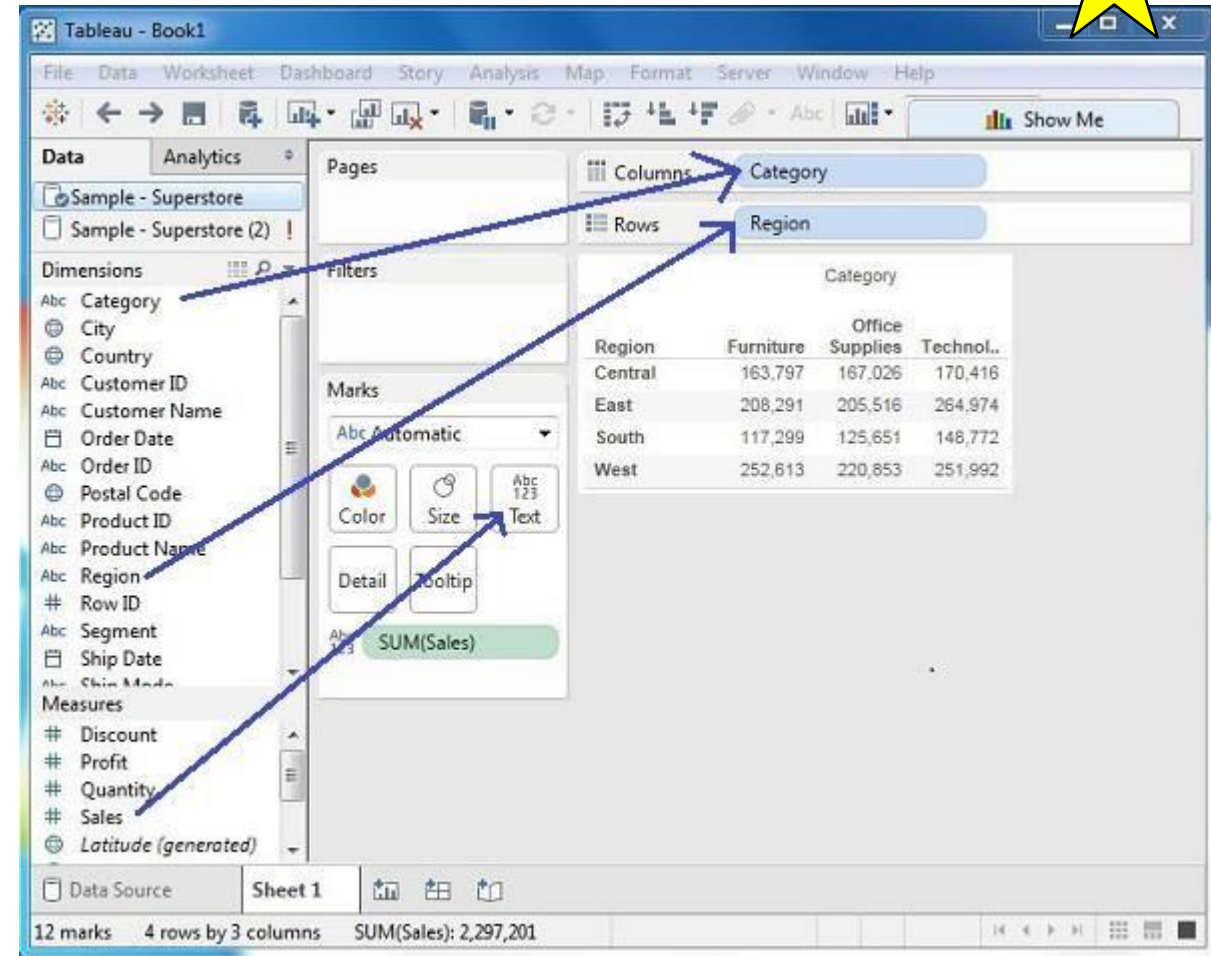 Tableau - Book1
File Data Worksheet Dashboard Story Analysis Map Format Server Window Help
Abc Show Me
Data Analytics
Sample - Superstore
Sample - Superstore (2) !
Dimensions
Abc Category
City
Country
Abc Customer ID
Abc Customer Name
Order Date
Abc Order ID
Postal Code
Abc Product ID
Abc Product Name
Abc Region
# Row ID
Abc Segment
Ship Date
Abc Ship Mode
Measures
# Discount
# Profit
# Quantity
# Sales
Latitude (generated)
Pages
Filters
Marks
Abc Automatic
Abc
123
Color Size Text
Detail Tooltip
Abc
123
SUM(Sales)
Columns Category
Rows Region
Category
Region Furniture Office Supplies Technol..
Central 163,797 167,026 170,416
East 208,291 205,516 264,974
South 117,299 125,651 148,772
West 252,613 220,853 251,992
Data Source Sheet 1
12 marks 4 rows by 3 columns SUM(Sales): 2,297,201